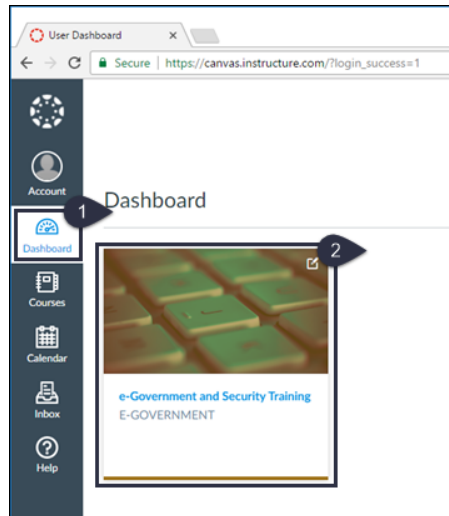 User Dashboard
Secure | https://canvas.instructure.com/?login_success=1
Account
1
Dashboard
Dashboard
2
Courses
Calendar
Inbox
Help
e-Government and Security Training
E-GOVERNMENT